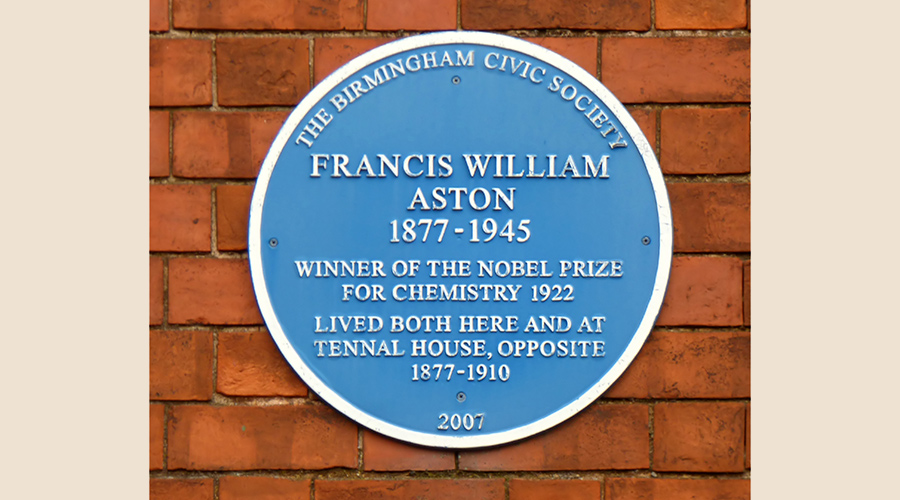 THE BIRMINGHAM CIVIC SOCIETY
FRANCIS WILLIAM
ASTON
1877-1945
WINNER OF THE NOBEL PRIZE
FOR CHEMISTRY 1922
LIVED BOTH HERE AND AT
TENNAL HOUSE, OPPOSITE
1877-1910
2007